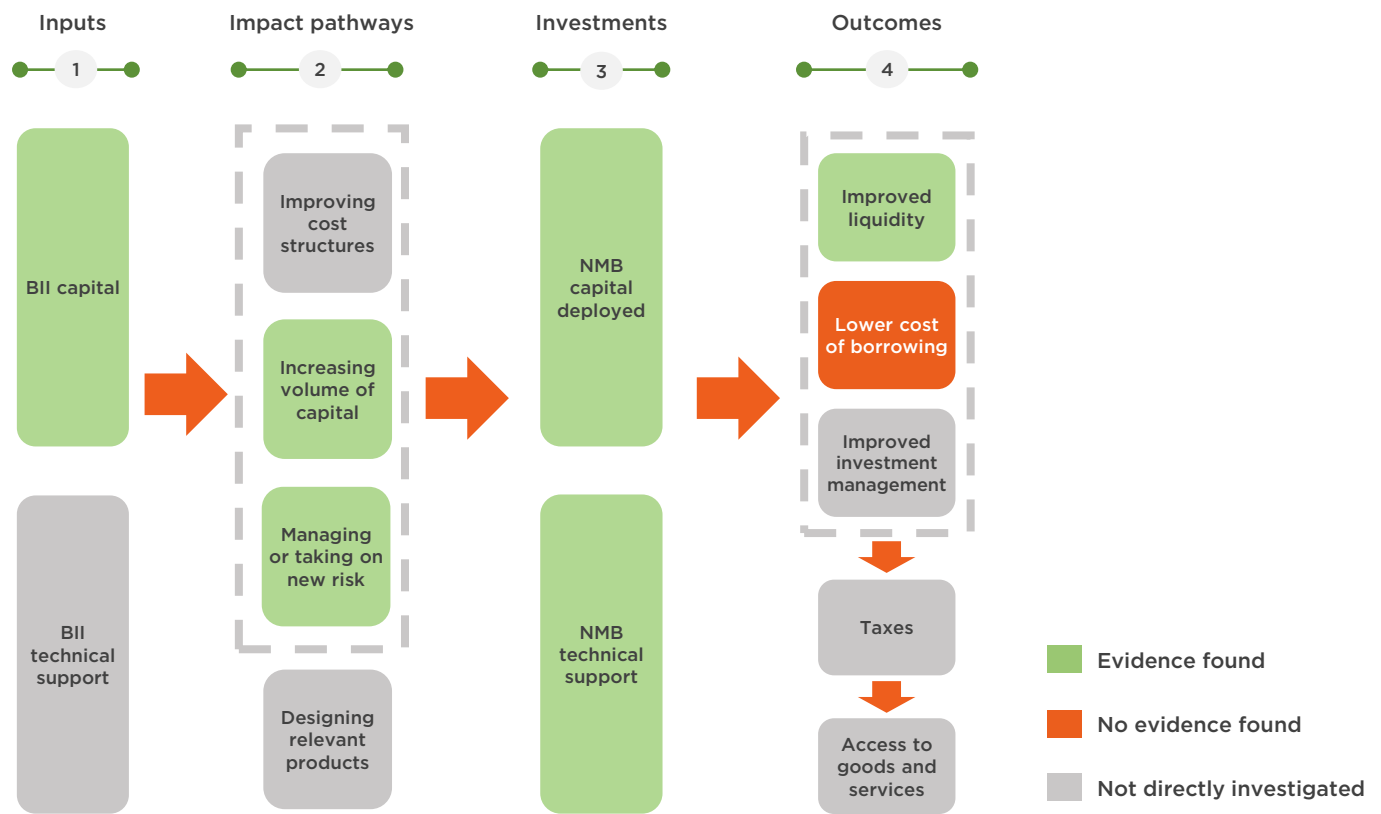 Inputs
Impact pathways
Investments
Outcomes
1
2
3
4
BII capital
BII
technical
support
Improving
cost
structures
Increasing
volume of
capital
Managing
or taking on
new risk
Designing
relevant
products
NMB
capital
deployed
NMB
technical
support
Improved
liquidity
Lower cost
of borrowing
Improved
investment
management
Taxes
Access to
goods and
services
Evidence found
No evidence found
Not directly investigated